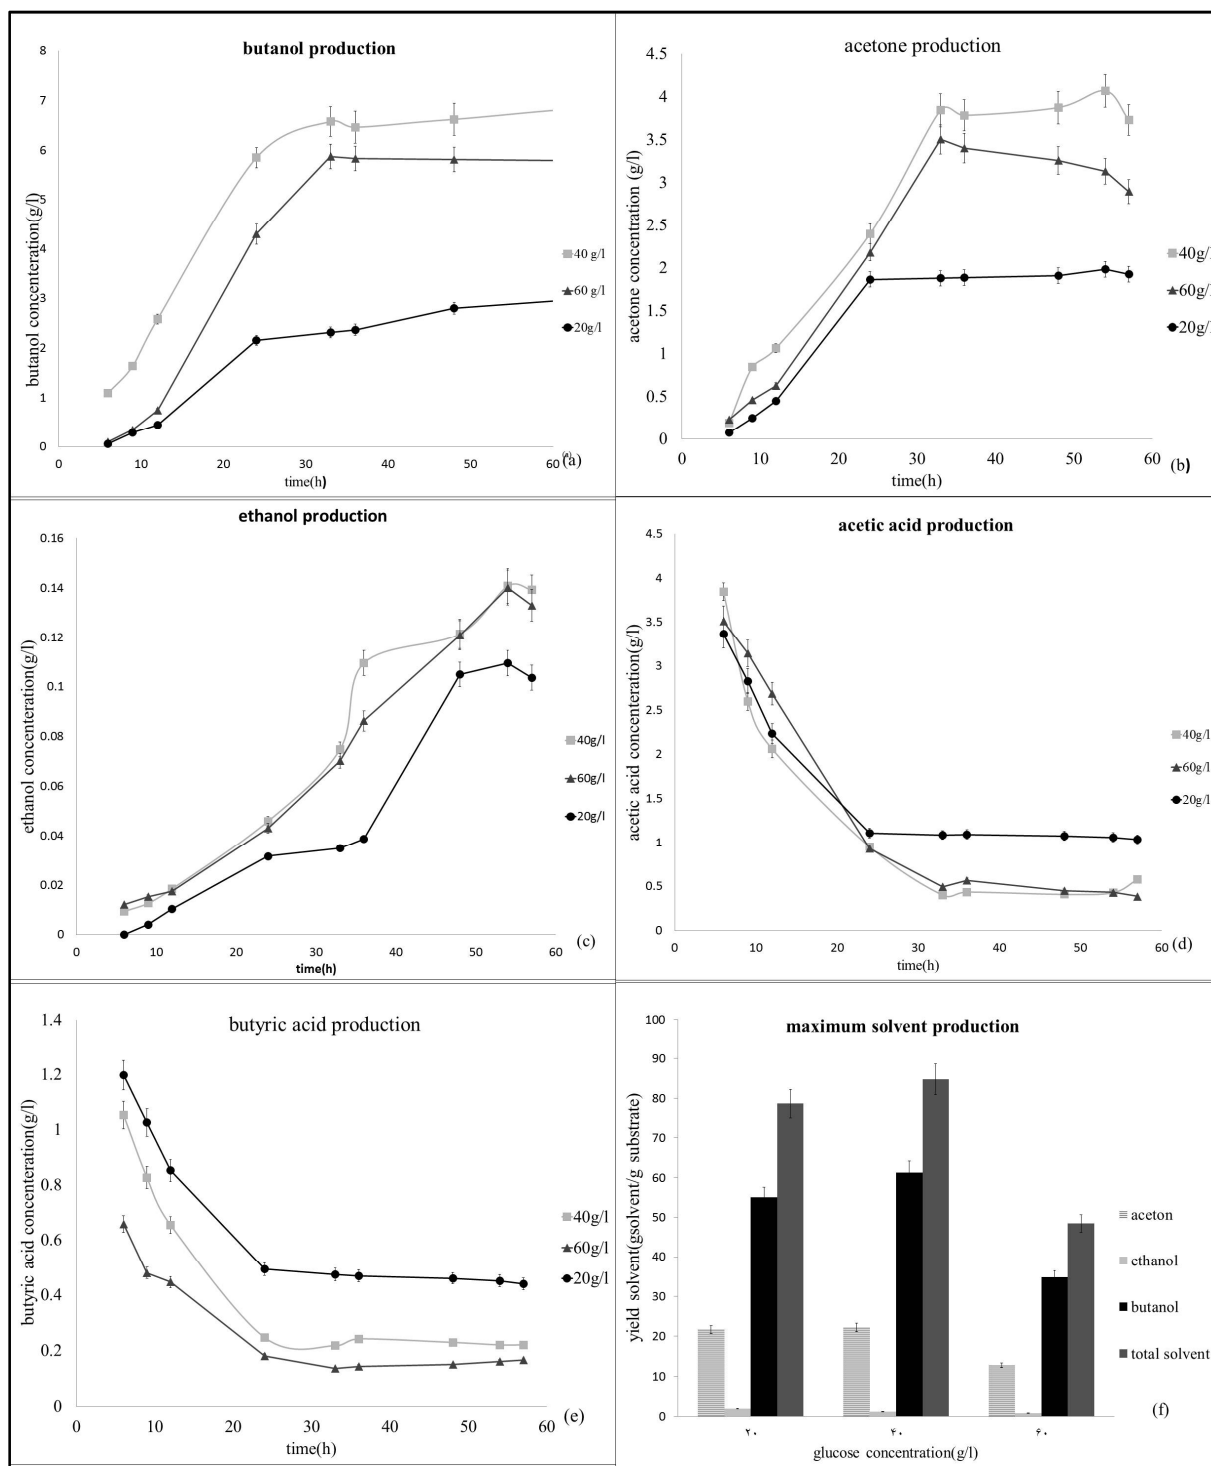 butanol production
8
7
6
5
4
3
2
1
0
0 10 20 30 40 50 60
butanol concenteration(g/l)
time(h)
40 g/l
60 g/l
20g/l
(a)
acetone production
4.5
4
3.5
3
2.5
2
1.5
1
0.5
0
0 10 20 30 40 50 60
acetone concentration (g/l)
time(h)
40g/l
60g/l
20g/l
(b)
ethanol production
0.16
0.14
0.12
0.1
0.08
0.06
0.04
0.02
0
0 10 20 30 40 50 60
ethanol concenteration(g/l)
time(h)
40g/l
60g/l
20g/l
(c)
acetic acid production
4.5
4
3.5
3
2.5
2
1.5
1
0.5
0
0 10 20 30 40 50 60
acetic acid concentration(g/l)
time(h)
40g/l
60g/l
20g/l
(d)
butyric acid production
1.4
1.2
1
0.8
0.6
0.4
0.2
0
0 10 20 30 40 50 60
butyric acid concenteration(g/l)
time(h)
40g/l
60g/l
20g/l
(e)
maximum solvent production
100
90
80
70
60
50
40
30
20
10
0
۲۰ ۴۰ ۶۰
yield solvent(gsolvent/g substrate)
glucose concentration(g/l)
aceton
ethanol
butanol
total solvent
(f)